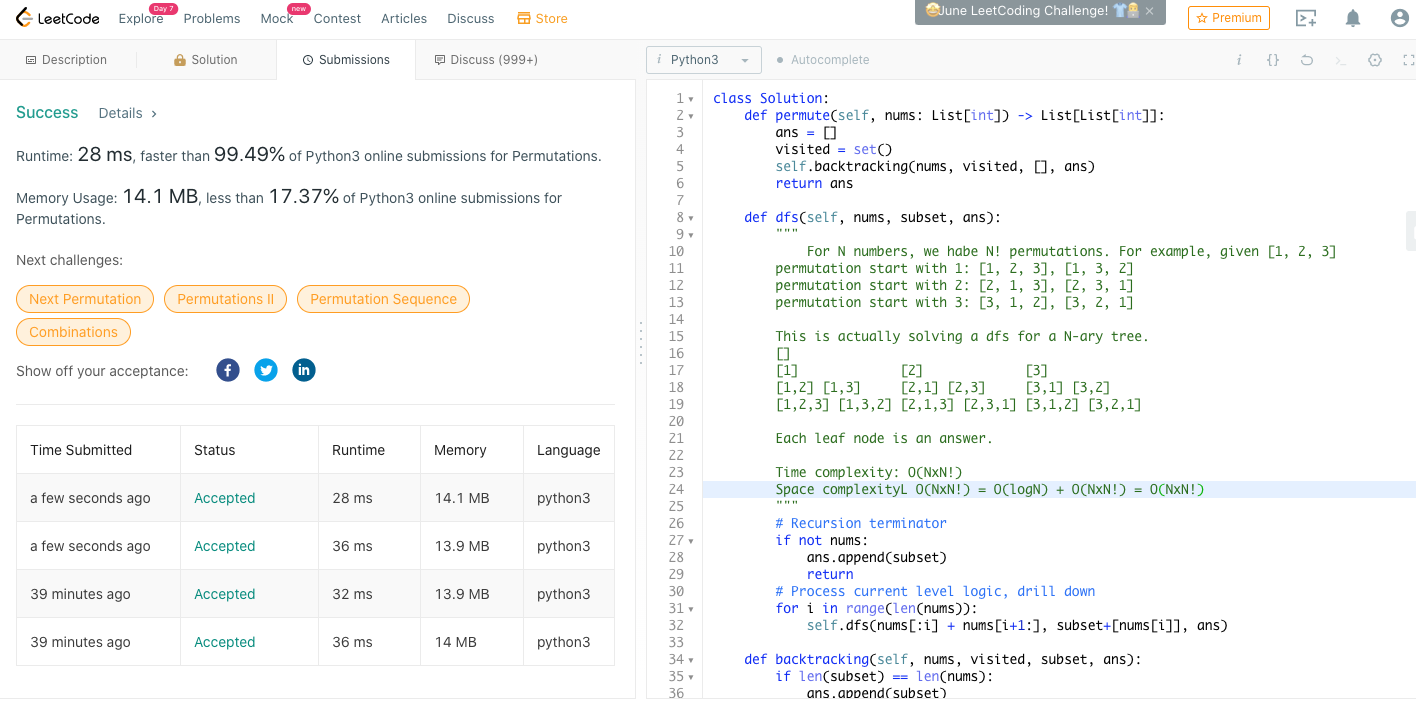 LeetCode
Explore Day 7 Problems Mock new Contest Articles Discuss Store
🤩June LeetCoding Challenge! 👕 ×
Premium
Description Solution Submissions Discuss (999+)
i Python3 Autocomplete i {}
Success Details >
Runtime: 28 ms, faster than 99.49% of Python3 online submissions for Permutations.
Memory Usage: 14.1 MB, less than 17.37% of Python3 online submissions for
Permutations.
Next challenges:
Next Permutation Permutations II Permutation Sequence
Combinations
Show off your acceptance:
Time Submitted Status Runtime Memory Language
a few seconds ago Accepted 28 ms 14.1 MB python3
a few seconds ago Accepted 36 ms 13.9 MB python3
39 minutes ago Accepted 32 ms 13.9 MB python3
39 minutes ago Accepted 36 ms 14 MB python3
1 class Solution:
2     def permute(self, nums: List[int]) -> List[List[int]]:
3         ans = []
4         visited = set()
5         self.backtracking(nums, visited, [], ans)
6         return ans
7
8     def dfs(self, nums, subset, ans):
9         """
10             For N numbers, we habe N! permutations. For example, given [1, 2, 3]
11         permutation start with 1: [1, 2, 3], [1, 3, 2]
12         permutation start with 2: [2, 1, 3], [2, 3, 1]
13         permutation start with 3: [3, 1, 2], [3, 2, 1]
14
15         This is actually solving a dfs for a N-ary tree.
16         []
17         [1]             [2]             [3]
18         [1,2] [1,3]     [2,1] [2,3]     [3,1] [3,2]
19         [1,2,3] [1,3,2] [2,1,3] [2,3,1] [3,1,2] [3,2,1]
20
21         Each leaf node is an answer.
22
23         Time complexity: O(NxN!)
24         Space complexityL O(NxN!) = O(logN) + O(NxN!) = O(NxN!)
25         """
26         # Recursion terminator
27         if not nums:
28             ans.append(subset)
29             return
30         # Process current level logic, drill down
31         for i in range(len(nums)):
32             self.dfs(nums[:i] + nums[i+1:], subset+[nums[i]], ans)
33
34     def backtracking(self, nums, visited, subset, ans):
35         if len(subset) == len(nums):
36             ans.append(subset)